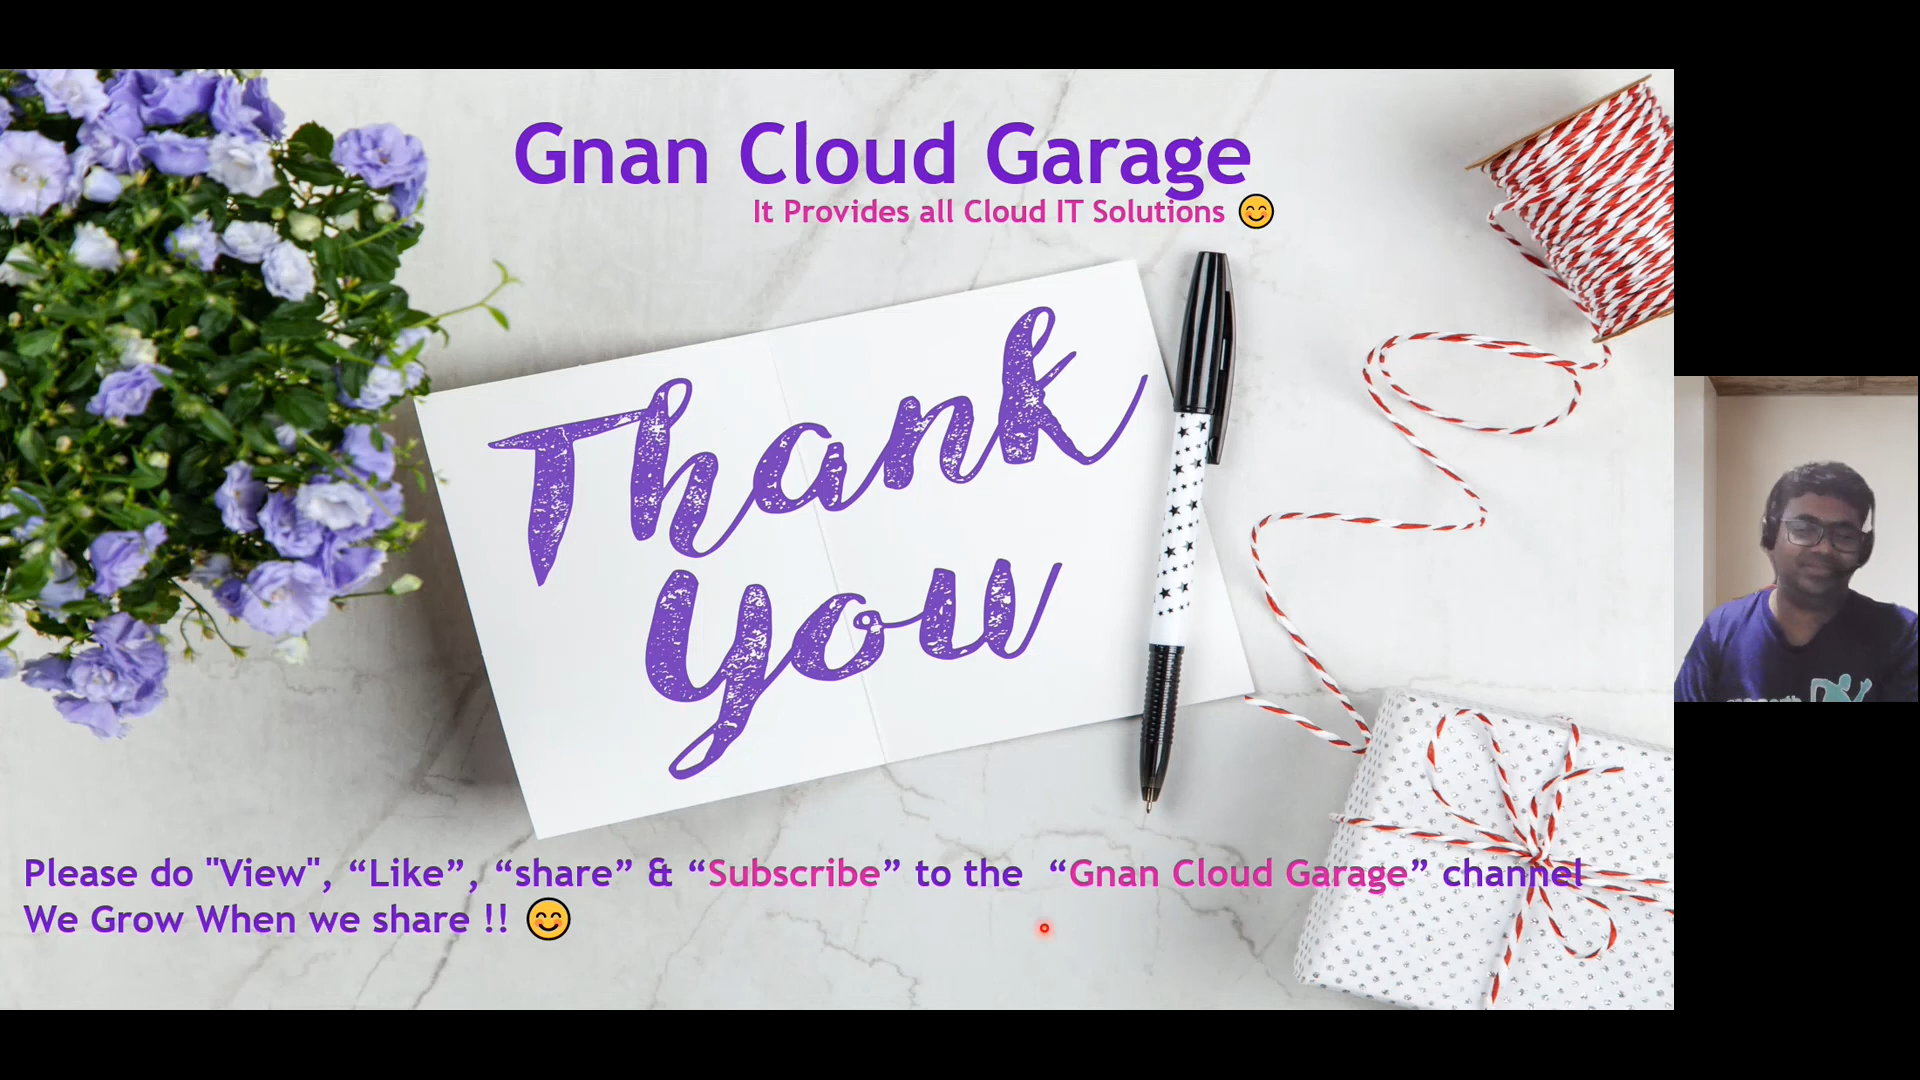 Gnan Cloud Garage
It Provides all Cloud IT Solutions 😊
Thank
you
Please do "View", “Like”, “share” & “Subscribe” to the “Gnan Cloud Garage” channel
We Grow When we share !! 😊